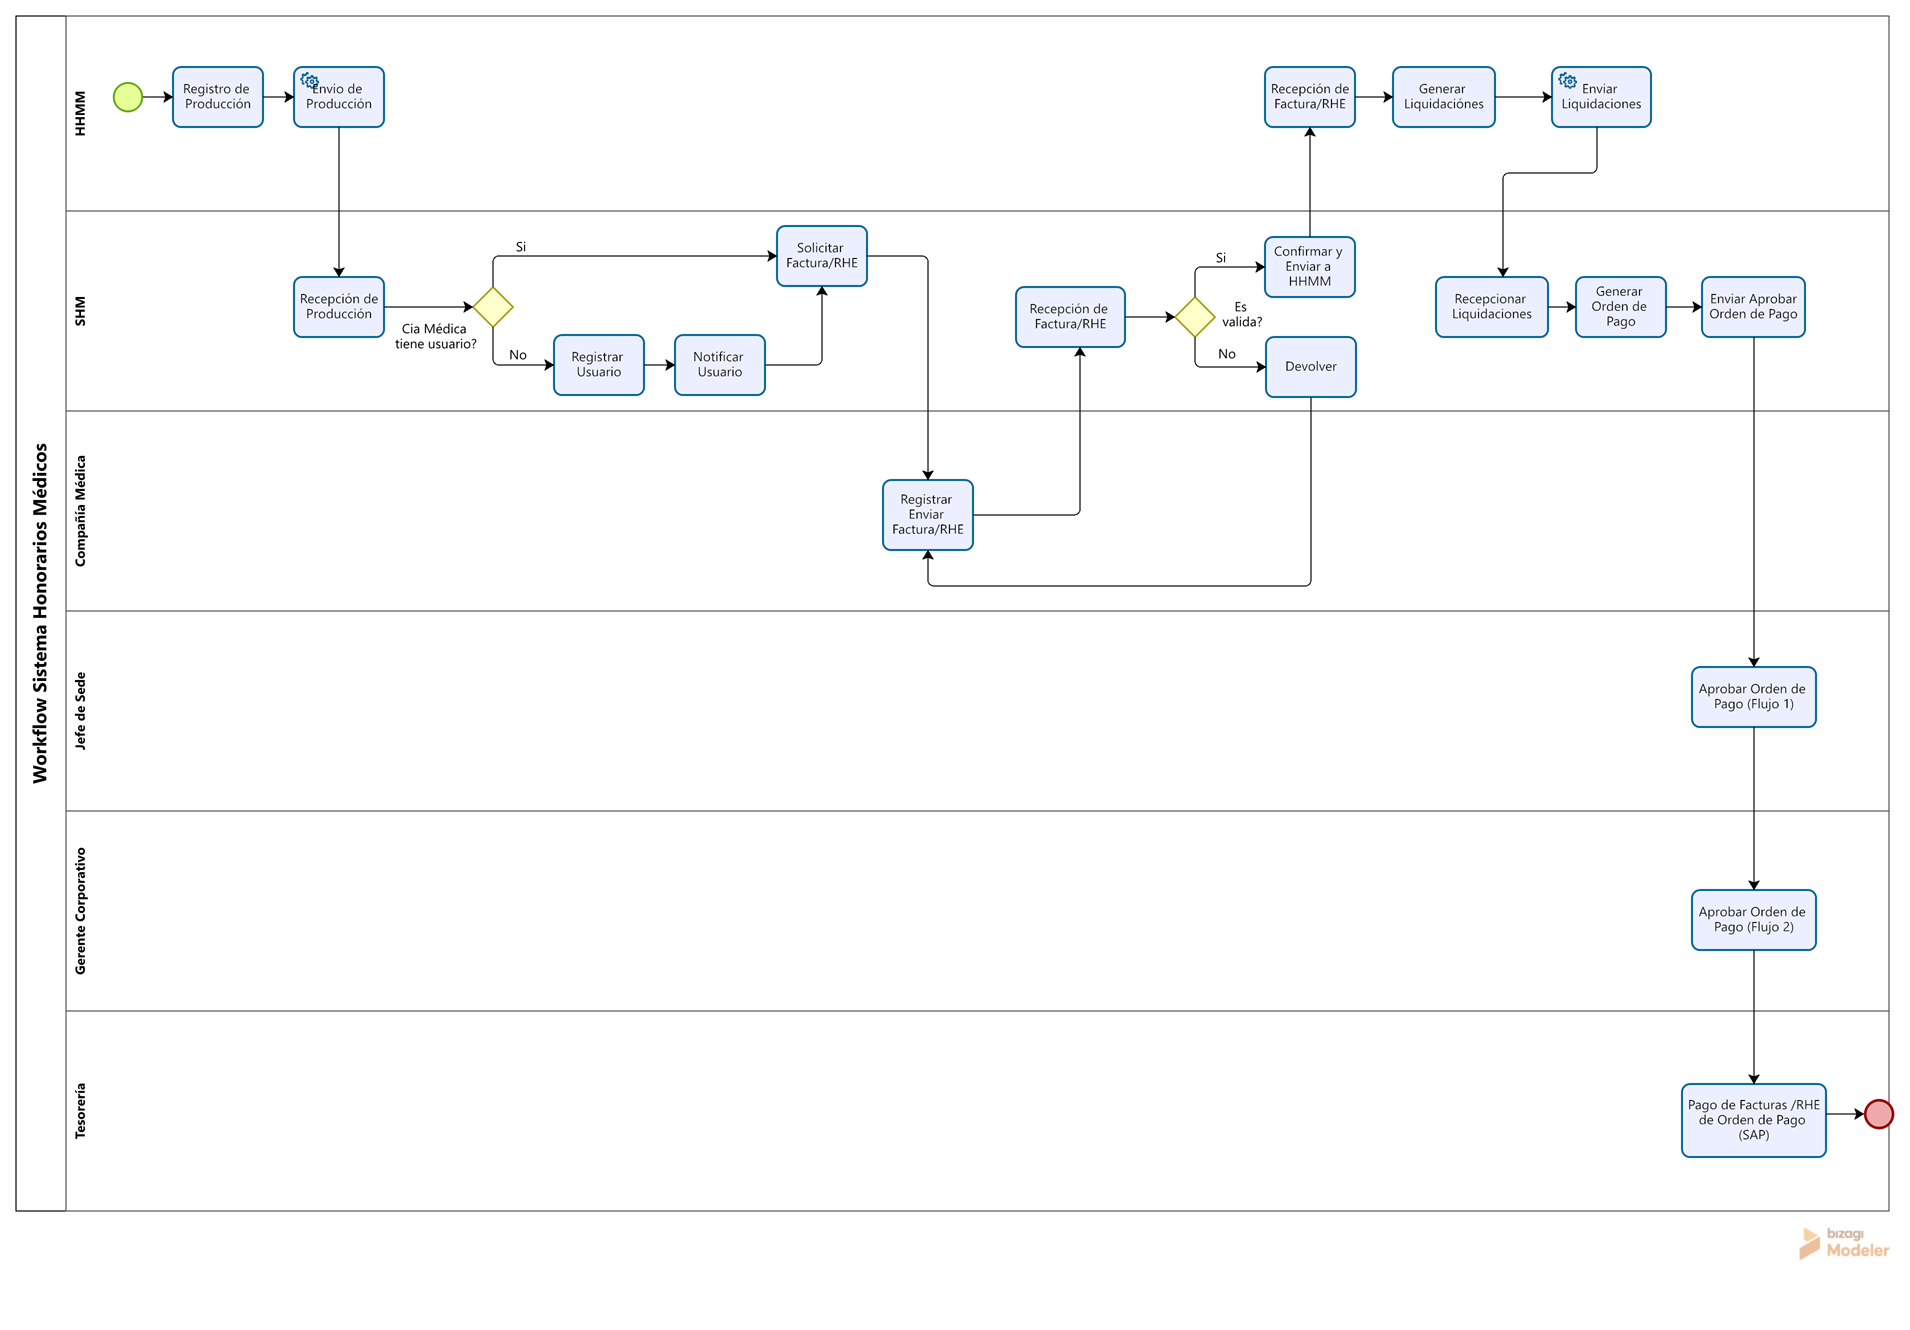 Workflow Sistema Honorarios Médicos
HHMM
Registro de
Producción
Envio de
Producción
Recepción de
Factura/RHE
Generar
Liquidaciónes
Enviar
Liquidaciones
SHM
Recepción de
Producción
Cia Médica
tiene usuario?
Si
No
Registrar
Usuario
Notificar
Usuario
Solicitar
Factura/RHE
Recepción de
Factura/RHE
Es
valida?
Si
No
Confirmar y
Enviar a
HHMM
Devolver
Recepcionar
Liquidaciones
Generar
Orden de
Pago
Enviar Aprobar
Orden de Pago
Compañía Médica
Registrar
Enviar
Factura/RHE
Jefe de Sede
Aprobar Orden de
Pago (Flujo 1)
Gerente Corporativo
Aprobar Orden de
Pago (Flujo 2)
Tesorería
Pago de Facturas /RHE
de Orden de Pago
(SAP)
bizagi
Modeler